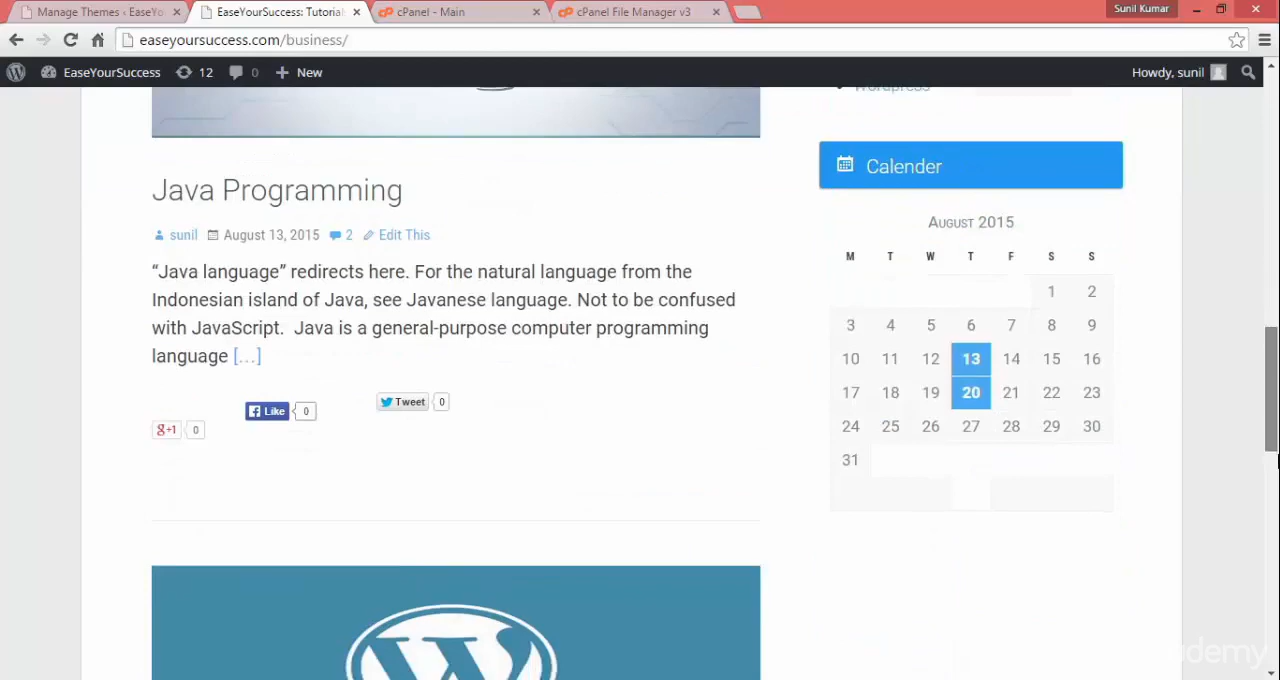 Manage Themes ‹ EaseYo
EaseYourSuccess: Tutorial
cPanel - Main
cPanel File Manager v3
Sunil Kumar
easeyoursuccess.com/business/
EaseYourSuccess 12 0 New
Howdy, sunil
Wordpress
Calender
Java Programming
sunil August 13, 2015 2 Edit This
“Java language” redirects here. For the natural language from the
Indonesian island of Java, see Javanese language. Not to be confused
with JavaScript. Java is a general-purpose computer programming
language [...]
Like 0
Tweet 0
g+1 0
August 2015
M T W T F S S
1 2
3 4 5 6 7 8 9
10 11 12 13 14 15 16
17 18 19 20 21 22 23
24 25 26 27 28 29 30
31
udemy